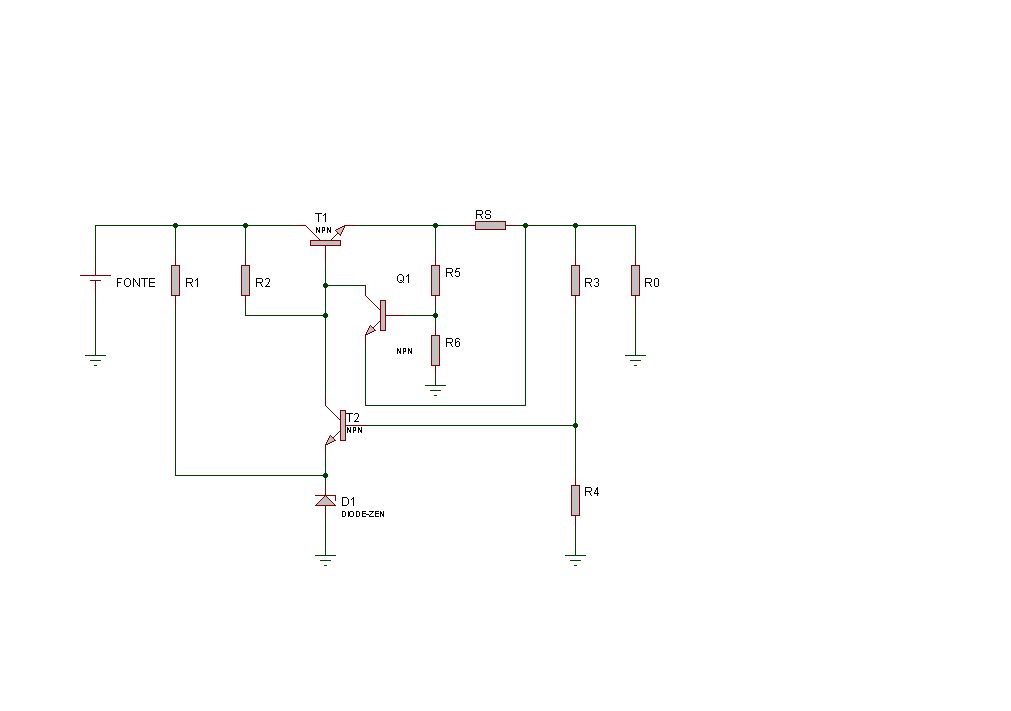 T1
NPN
RS
FONTE
R1
R2
Q1
NPN
R5
R6
R3
R0
T2
NPN
D1
DIODE-ZEN
R4